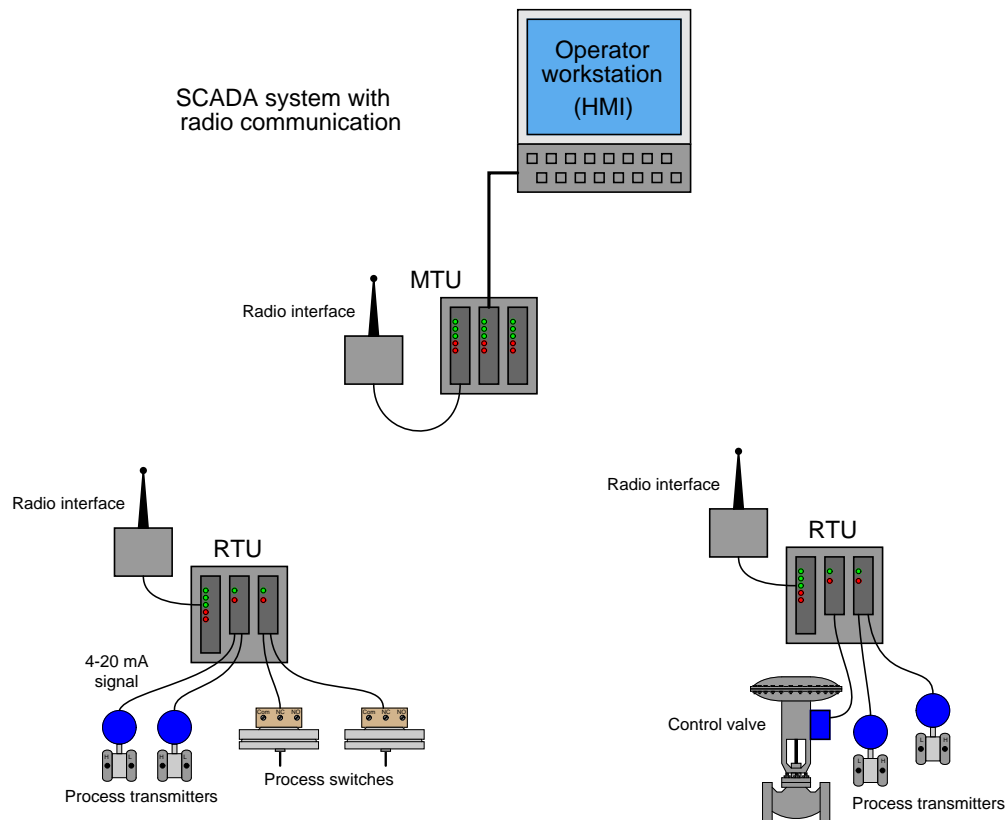 Operator
workstation
(HMI)
SCADA system with
radio communication
MTU
Radio interface
Radio interface
RTU
4-20 mA
signal
Com NC NO
Com NC NO
H L
L H
Process transmitters
Process switches
Radio interface
RTU
Control valve
L H
L H
Process transmitters